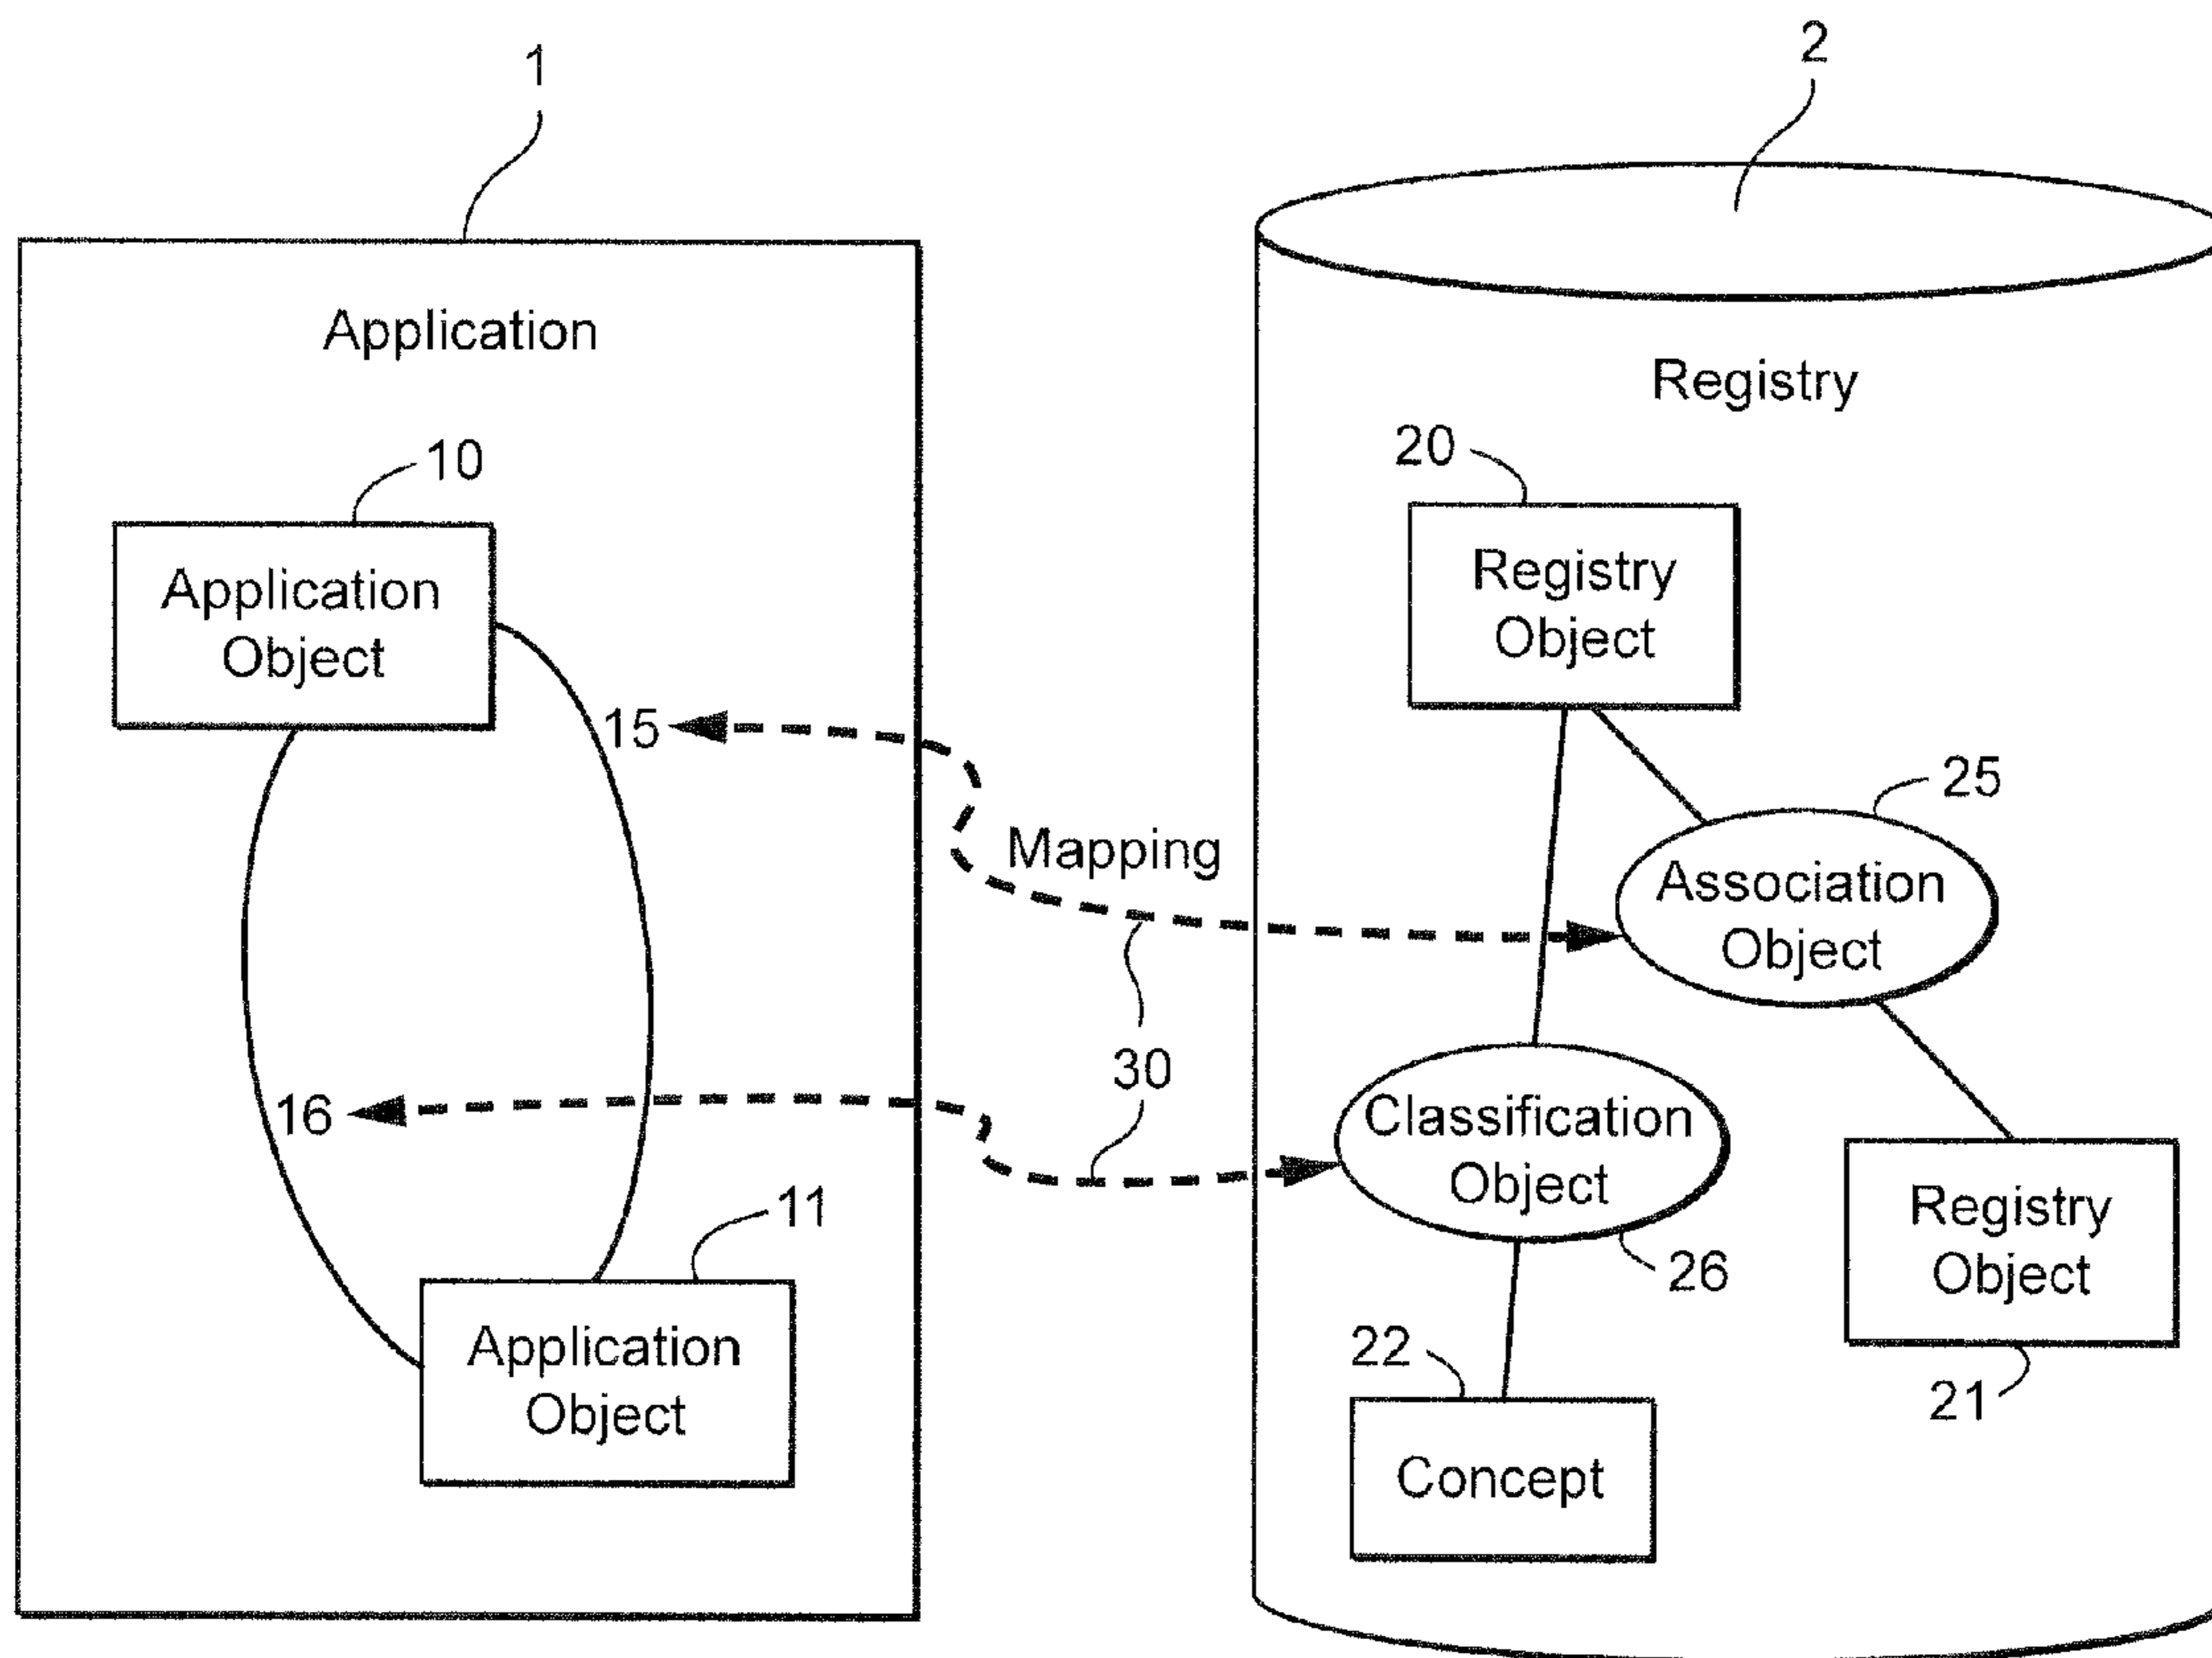 1
2
Application
Registry
10
20
Application
Object
Registry
Object
15
25
Mapping
Association
Object
30
16
Classification
Object
11
26
Registry
Object
Application
Object
22
21
Concept